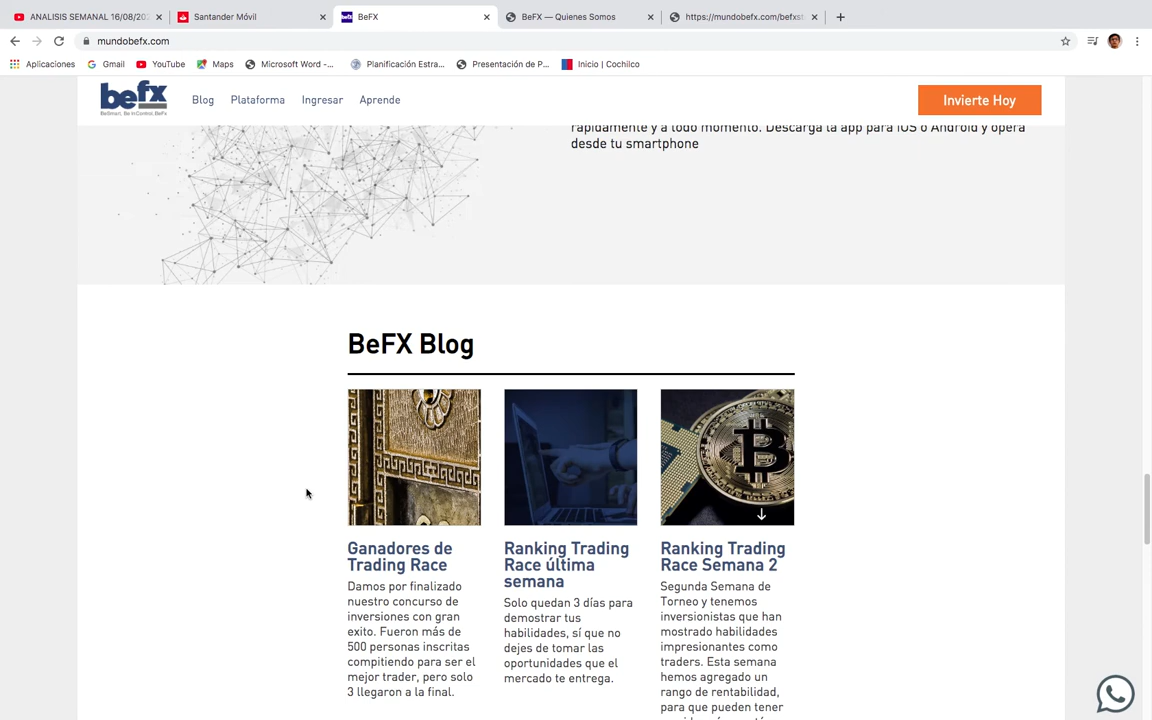 ANALISIS SEMANAL 16/08/20
Santander Móvil
BeFX
BeFX — Quienes Somos
https://mundobefx.com/befxst
mundobefx.com
Aplicaciones
Gmail
YouTube
Maps
Microsoft Word -...
Planificación Estra...
Presentación de P...
Inicio | Cochilco
befx
BeSmart. Be InControl. BeFx
Blog
Plataforma
Ingresar
Aprende
Invierte Hoy
rápidamente y a todo momento. Descarga la app para iOS o Android y opera
desde tu smartphone
BeFX Blog
Ganadores de
Trading Race
Damos por finalizado
nuestro concurso de
inversiones con gran
exito. Fueron más de
500 personas inscritas
compitiendo para ser el
mejor trader, pero solo
3 llegaron a la final.
Ranking Trading
Race última
semana
Solo quedan 3 días para
demostrar tus
habilidades, sí que no
dejes de tomar las
oportunidades que el
mercado te entrega.
Ranking Trading
Race Semana 2
Segunda Semana de
Torneo y tenemos
inversionistas que han
mostrado habilidades
impresionantes como
traders. Esta semana
hemos agregado un
rango de rentabilidad,
para que pueden tener